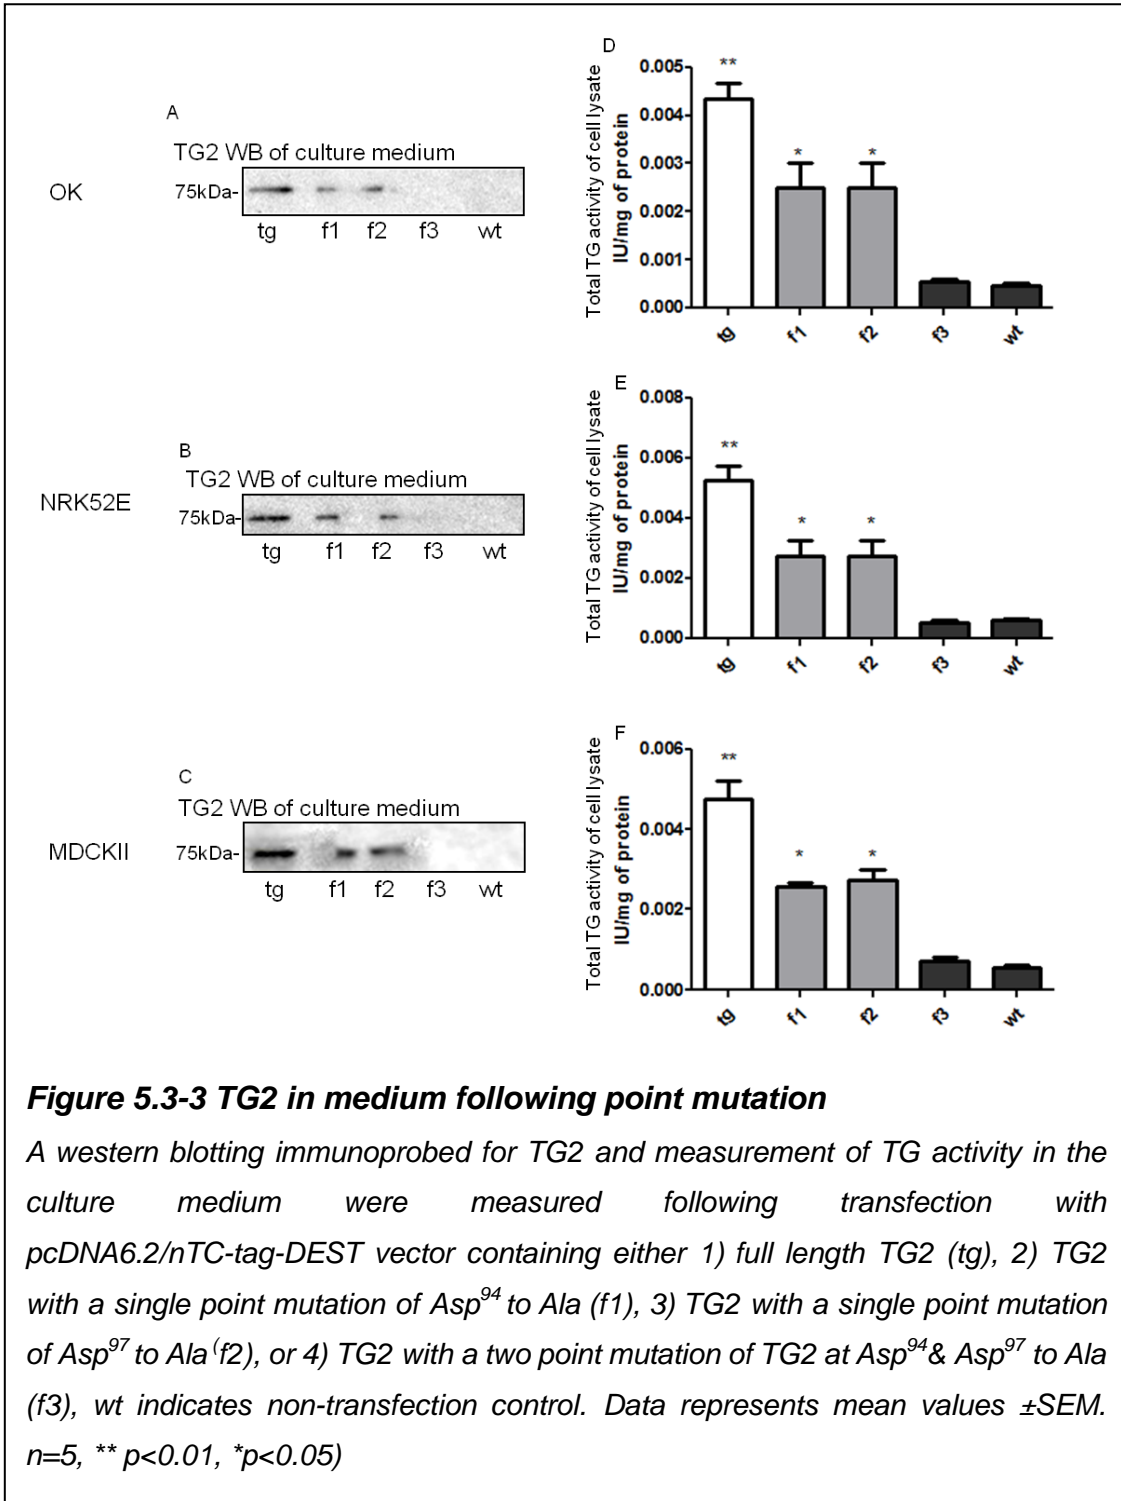 A
TG2 WB of culture medium
OK
75kDa-
tg f1 f2 f3 wt
D
Total TG activity of cell lysate
IU/mg of protein
0.005
0.004
0.003
0.002
0.001
0.000
**
*
*
tg f1 f2 f3 wt
B
TG2 WB of culture medium
NRK52E
75kDa-
tg f1 f2 f3 wt
E
Total TG activity of cell lysate
IU/mg of protein
0.008
0.006
0.004
0.002
0.000
**
*
*
tg f1 f2 f3 wt
C
TG2 WB of culture medium
MDCKII
75kDa-
tg f1 f2 f3 wt
F
Total TG activity of cell lysate
IU/mg of protein
0.006
0.004
0.002
0.000
**
*
*
tg f1 f2 f3 wt
Figure 5.3-3 TG2 in medium following point mutation
A western blotting immunoprobed for TG2 and measurement of TG activity in the
culture medium were measured following transfection with
pcDNA6.2/nTC-tag-DEST vector containing either 1) full length TG2 (tg), 2) TG2
with a single point mutation of Asp⁹⁴ to Ala (f1), 3) TG2 with a single point mutation
of Asp⁹⁷ to Ala ⁽f2), or 4) TG2 with a two point mutation of TG2 at Asp⁹⁴& Asp⁹⁷ to Ala
(f3), wt indicates non-transfection control. Data represents mean values ±SEM.
n=5, ** p<0.01, *p<0.05)